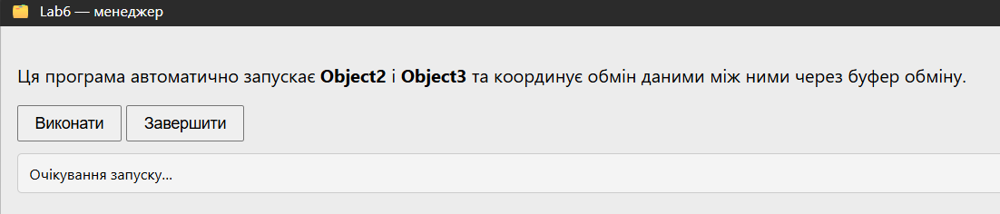 Lab6 — менеджер
Ця програма автоматично запускає Object2 і Object3 та координує обмін даними між ними через буфер обміну.
Виконати Завершити
Очікування запуску...